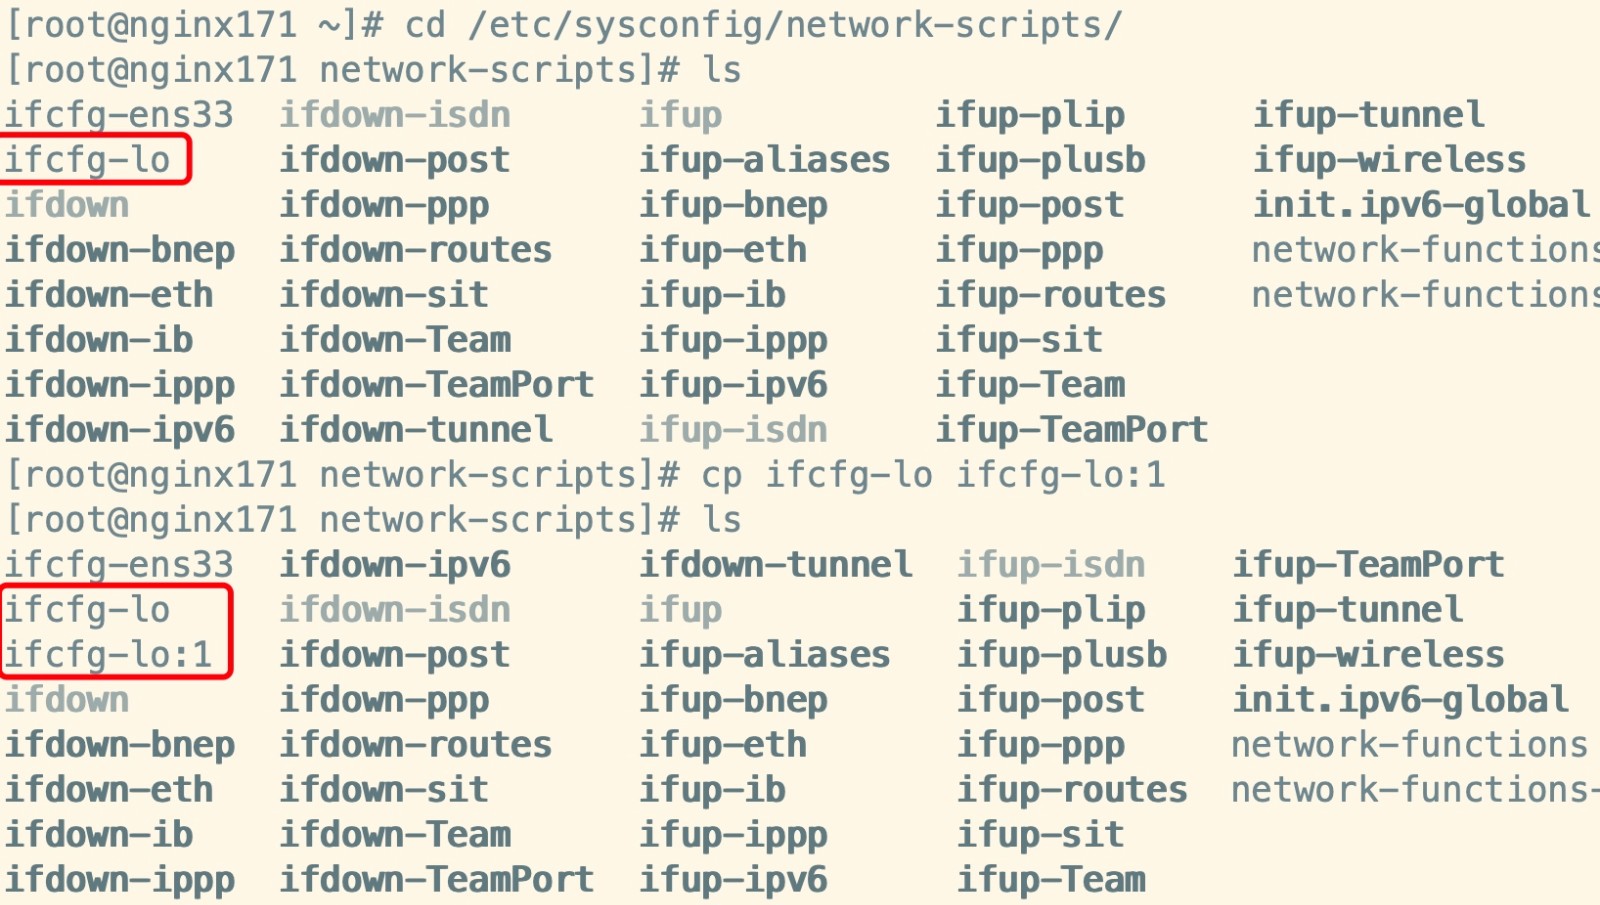 [root@nginx171 ~]# cd /etc/sysconfig/network-scripts/
[root@nginx171 network-scripts]# ls
ifcfg-ens33 ifdown-isdn ifup ifup-plip ifup-tunnel
ifcfg-lo ifdown-post ifup-aliases ifup-plusb ifup-wireless
ifdown ifdown-ppp ifup-bnep ifup-post init.ipv6-global
ifdown-bnep ifdown-routes ifup-eth ifup-ppp network-functions
ifdown-eth ifdown-sit ifup-ib ifup-routes network-functions
ifdown-ib ifdown-Team ifup-ippp ifup-sit
ifdown-ippp ifdown-TeamPort ifup-ipv6 ifup-Team
ifdown-ipv6 ifdown-tunnel ifup-isdn ifup-TeamPort
[root@nginx171 network-scripts]# cp ifcfg-lo ifcfg-lo:1
[root@nginx171 network-scripts]# ls
ifcfg-ens33 ifdown-ipv6 ifdown-tunnel ifup-isdn ifup-TeamPort
ifcfg-lo ifdown-isdn ifup ifup-plip ifup-tunnel
ifcfg-lo:1 ifdown-post ifup-aliases ifup-plusb ifup-wireless
ifdown ifdown-ppp ifup-bnep ifup-post init.ipv6-global
ifdown-bnep ifdown-routes ifup-eth ifup-ppp network-functions
ifdown-eth ifdown-sit ifup-ib ifup-routes network-functions-
ifdown-ib ifdown-Team ifup-ippp ifup-sit
ifdown-ippp ifdown-TeamPort ifup-ipv6 ifup-Team